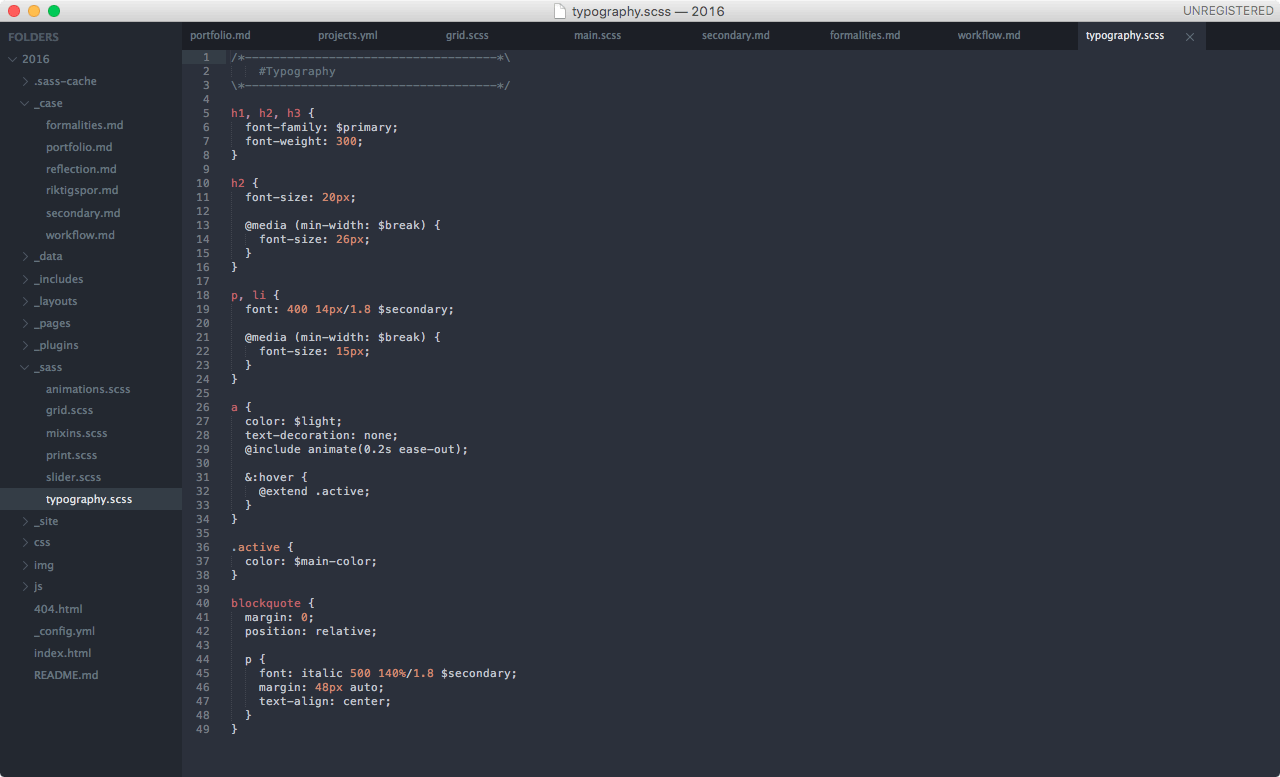 typography.scss — 2016
UNREGISTERED
FOLDERS
2016
.sass-cache
_case
formalities.md
portfolio.md
reflection.md
riktigspor.md
secondary.md
workflow.md
_data
_includes
_layouts
_pages
_plugins
_sass
animations.scss
grid.scss
mixins.scss
print.scss
slider.scss
typography.scss
_site
css
img
js
404.html
_config.yml
index.html
README.md
portfolio.md projects.yml grid.scss main.scss secondary.md formalities.md workflow.md typography.scss
1 /*------------------------------------*\
2     #Typography
3 \*------------------------------------*/
4
5 h1, h2, h3 {
6   font-family: $primary;
7   font-weight: 300;
8 }
9
10 h2 {
11   font-size: 20px;
12
13   @media (min-width: $break) {
14     font-size: 26px;
15   }
16 }
17
18 p, li {
19   font: 400 14px/1.8 $secondary;
20
21   @media (min-width: $break) {
22     font-size: 15px;
23   }
24 }
25
26 a {
27   color: $light;
28   text-decoration: none;
29   @include animate(0.2s ease-out);
30
31   &:hover {
32     @extend .active;
33   }
34 }
35
36 .active {
37   color: $main-color;
38 }
39
40 blockquote {
41   margin: 0;
42   position: relative;
43
44   p {
45     font: italic 500 140%/1.8 $secondary;
46     margin: 48px auto;
47     text-align: center;
48   }
49 }